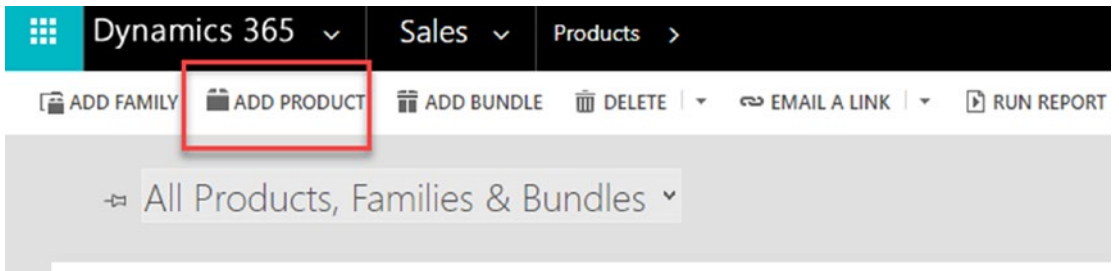 Dynamics 365 Sales Products
ADD FAMILY ADD PRODUCT ADD BUNDLE DELETE EMAIL A LINK RUN REPORT
All Products, Families & Bundles